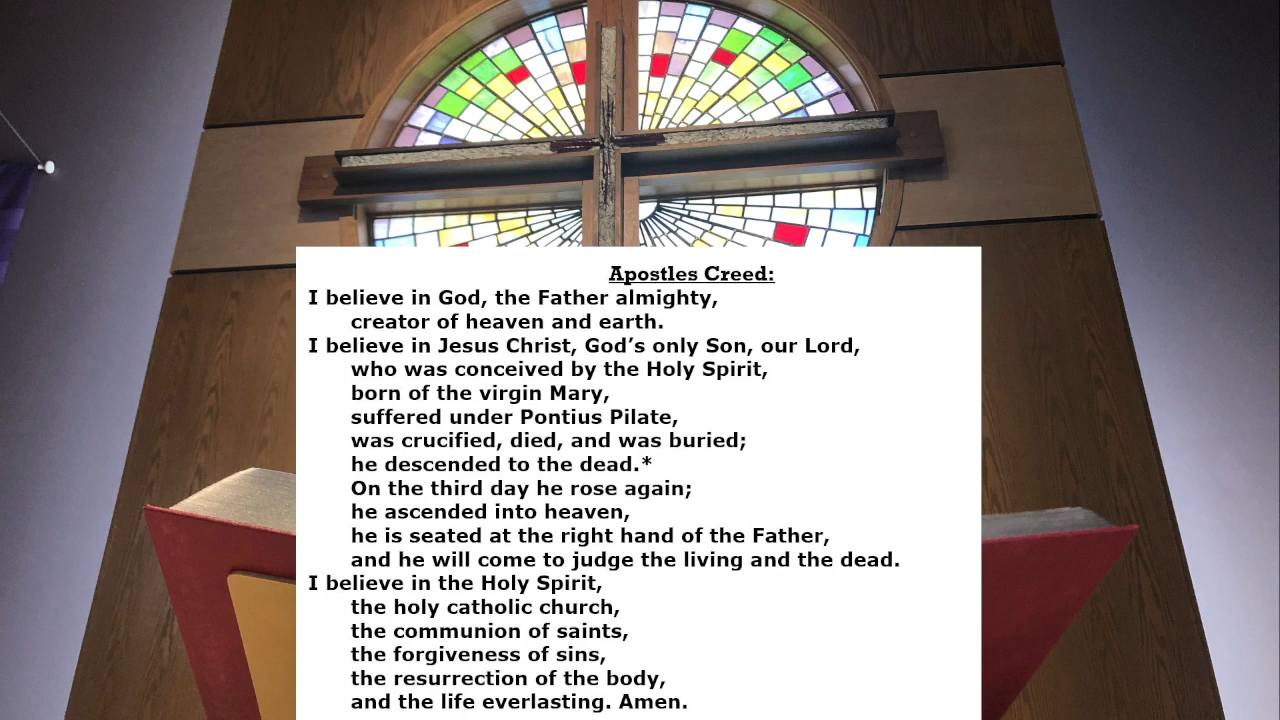 Apostles Creed:
I believe in God, the Father almighty,
creator of heaven and earth.
I believe in Jesus Christ, God’s only Son, our Lord,
who was conceived by the Holy Spirit,
born of the virgin Mary,
suffered under Pontius Pilate,
was crucified, died, and was buried;
he descended to the dead.*
On the third day he rose again;
he ascended into heaven,
he is seated at the right hand of the Father,
and he will come to judge the living and the dead.
I believe in the Holy Spirit,
the holy catholic church,
the communion of saints,
the forgiveness of sins,
the resurrection of the body,
and the life everlasting. Amen.